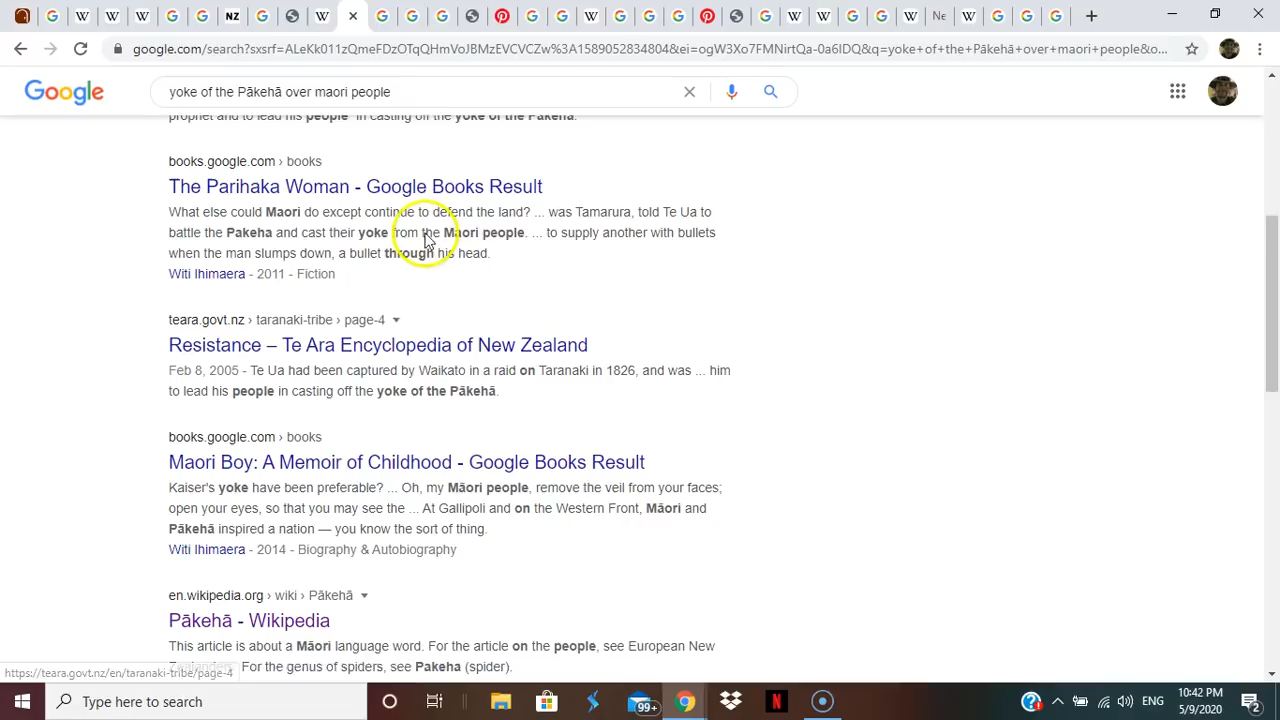 NZ
Ne
google.com/search?sxsrf=ALeKk011zQmeFDzOTqQHmVoJBMzEVCVCZw%3A1589052834804&ei=ogW3Xo7FMNirtQa-0a6IDQ&q=yoke+of+the+Pākehā+over+maori+people&o...
Google
yoke of the Pākehā over maori people
prophet and to lead his people in casting off the yoke of the Pākehā.
books.google.com › books
The Parihaka Woman - Google Books Result
What else could Maori do except continue to defend the land? ... was Tamarura, told Te Ua to
battle the Pakeha and cast their yoke from the Maori people. ... to supply another with bullets
when the man slumps down, a bullet through his head.
Witi Ihimaera - 2011 - Fiction
teara.govt.nz › taranaki-tribe › page-4
Resistance – Te Ara Encyclopedia of New Zealand
Feb 8, 2005 - Te Ua had been captured by Waikato in a raid on Taranaki in 1826, and was ... him
to lead his people in casting off the yoke of the Pākehā.
books.google.com › books
Maori Boy: A Memoir of Childhood - Google Books Result
Kaiser's yoke have been preferable? ... Oh, my Māori people, remove the veil from your faces;
open your eyes, so that you may see the ... At Gallipoli and on the Western Front, Māori and
Pākehā inspired a nation — you know the sort of thing.
Witi Ihimaera - 2014 - Biography & Autobiography
en.wikipedia.org › wiki › Pākehā
Pākehā - Wikipedia
This article is about a Māori language word. For the article on the people, see European New
For the genus of spiders, see Pakeha (spider).
https://teara.govt.nz/en/taranaki-tribe/page-4
Type here to search
99+
ENG
10:42 PM
5/9/2020
2